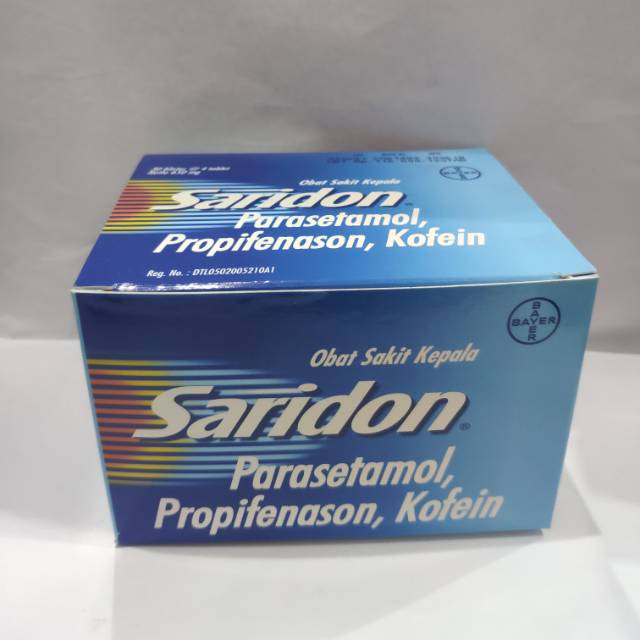 Obat Sakit Kepala
Saridon®
Parasetamol,
Propifenason, Kofein
Reg. No. : DTL0502005210A1
BAYER
BAYER
Obat Sakit Kepala
Saridon®
Parasetamol,
Propifenason, Kofein